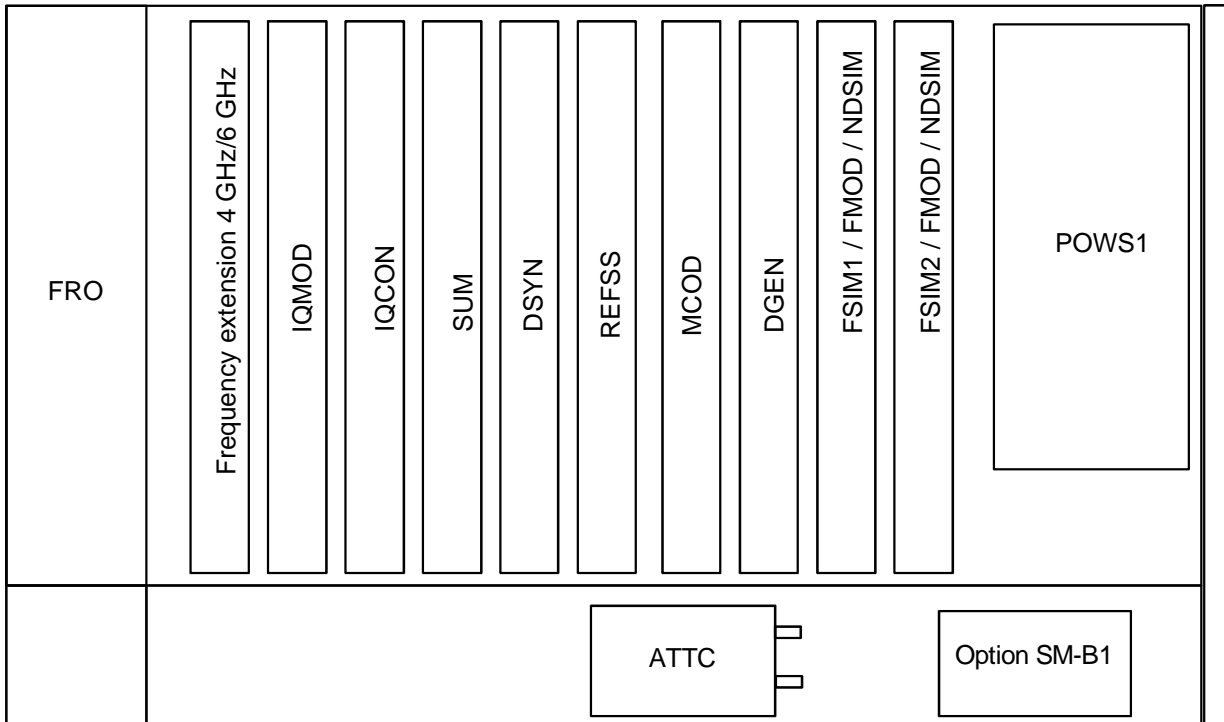 FRO
Frequency extension 4 GHz/6 GHz
IQMOD
IQCON
SUM
DSYN
REFSS
MCOD
DGEN
FSIM1 / FMOD / NDSIM
FSIM2 / FMOD / NDSIM
POWS1
ATTC
Option SM-B1